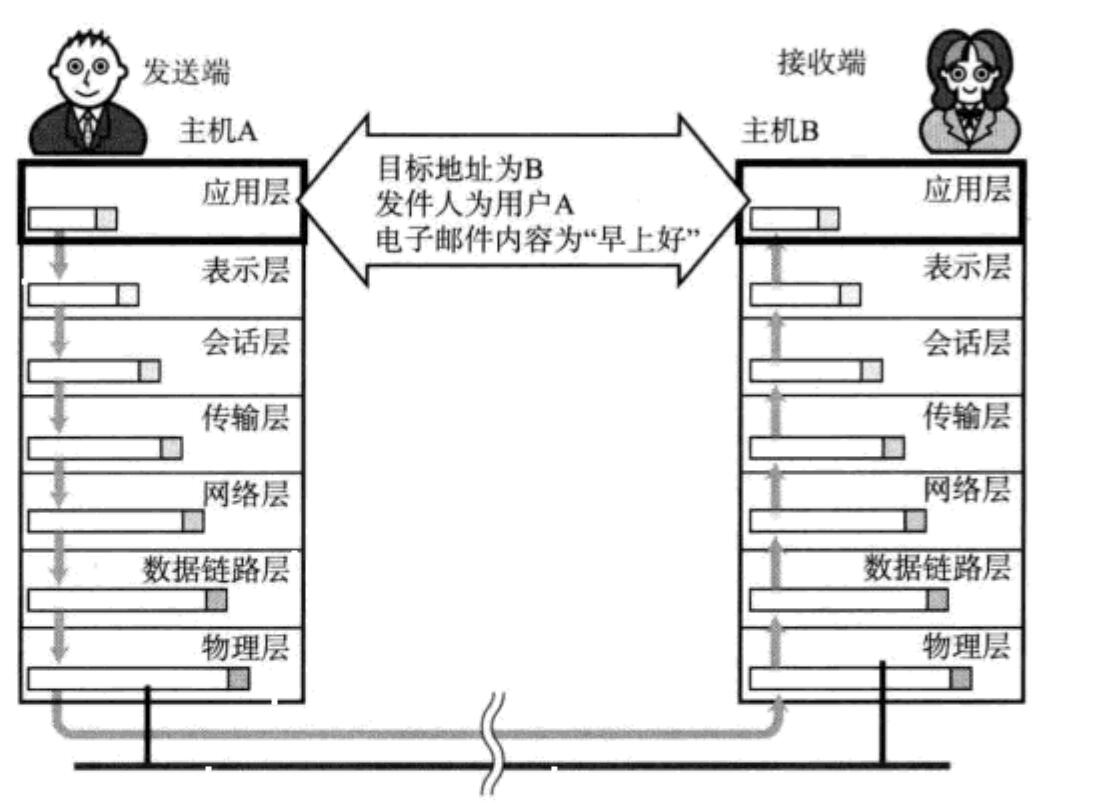 发送端
接收端
主机A
主机B
目标地址为B
发件人为用户A
电子邮件内容为“早上好”
应用层
表示层
会话层
传输层
网络层
数据链路层
物理层
应用层
表示层
会话层
传输层
网络层
数据链路层
物理层